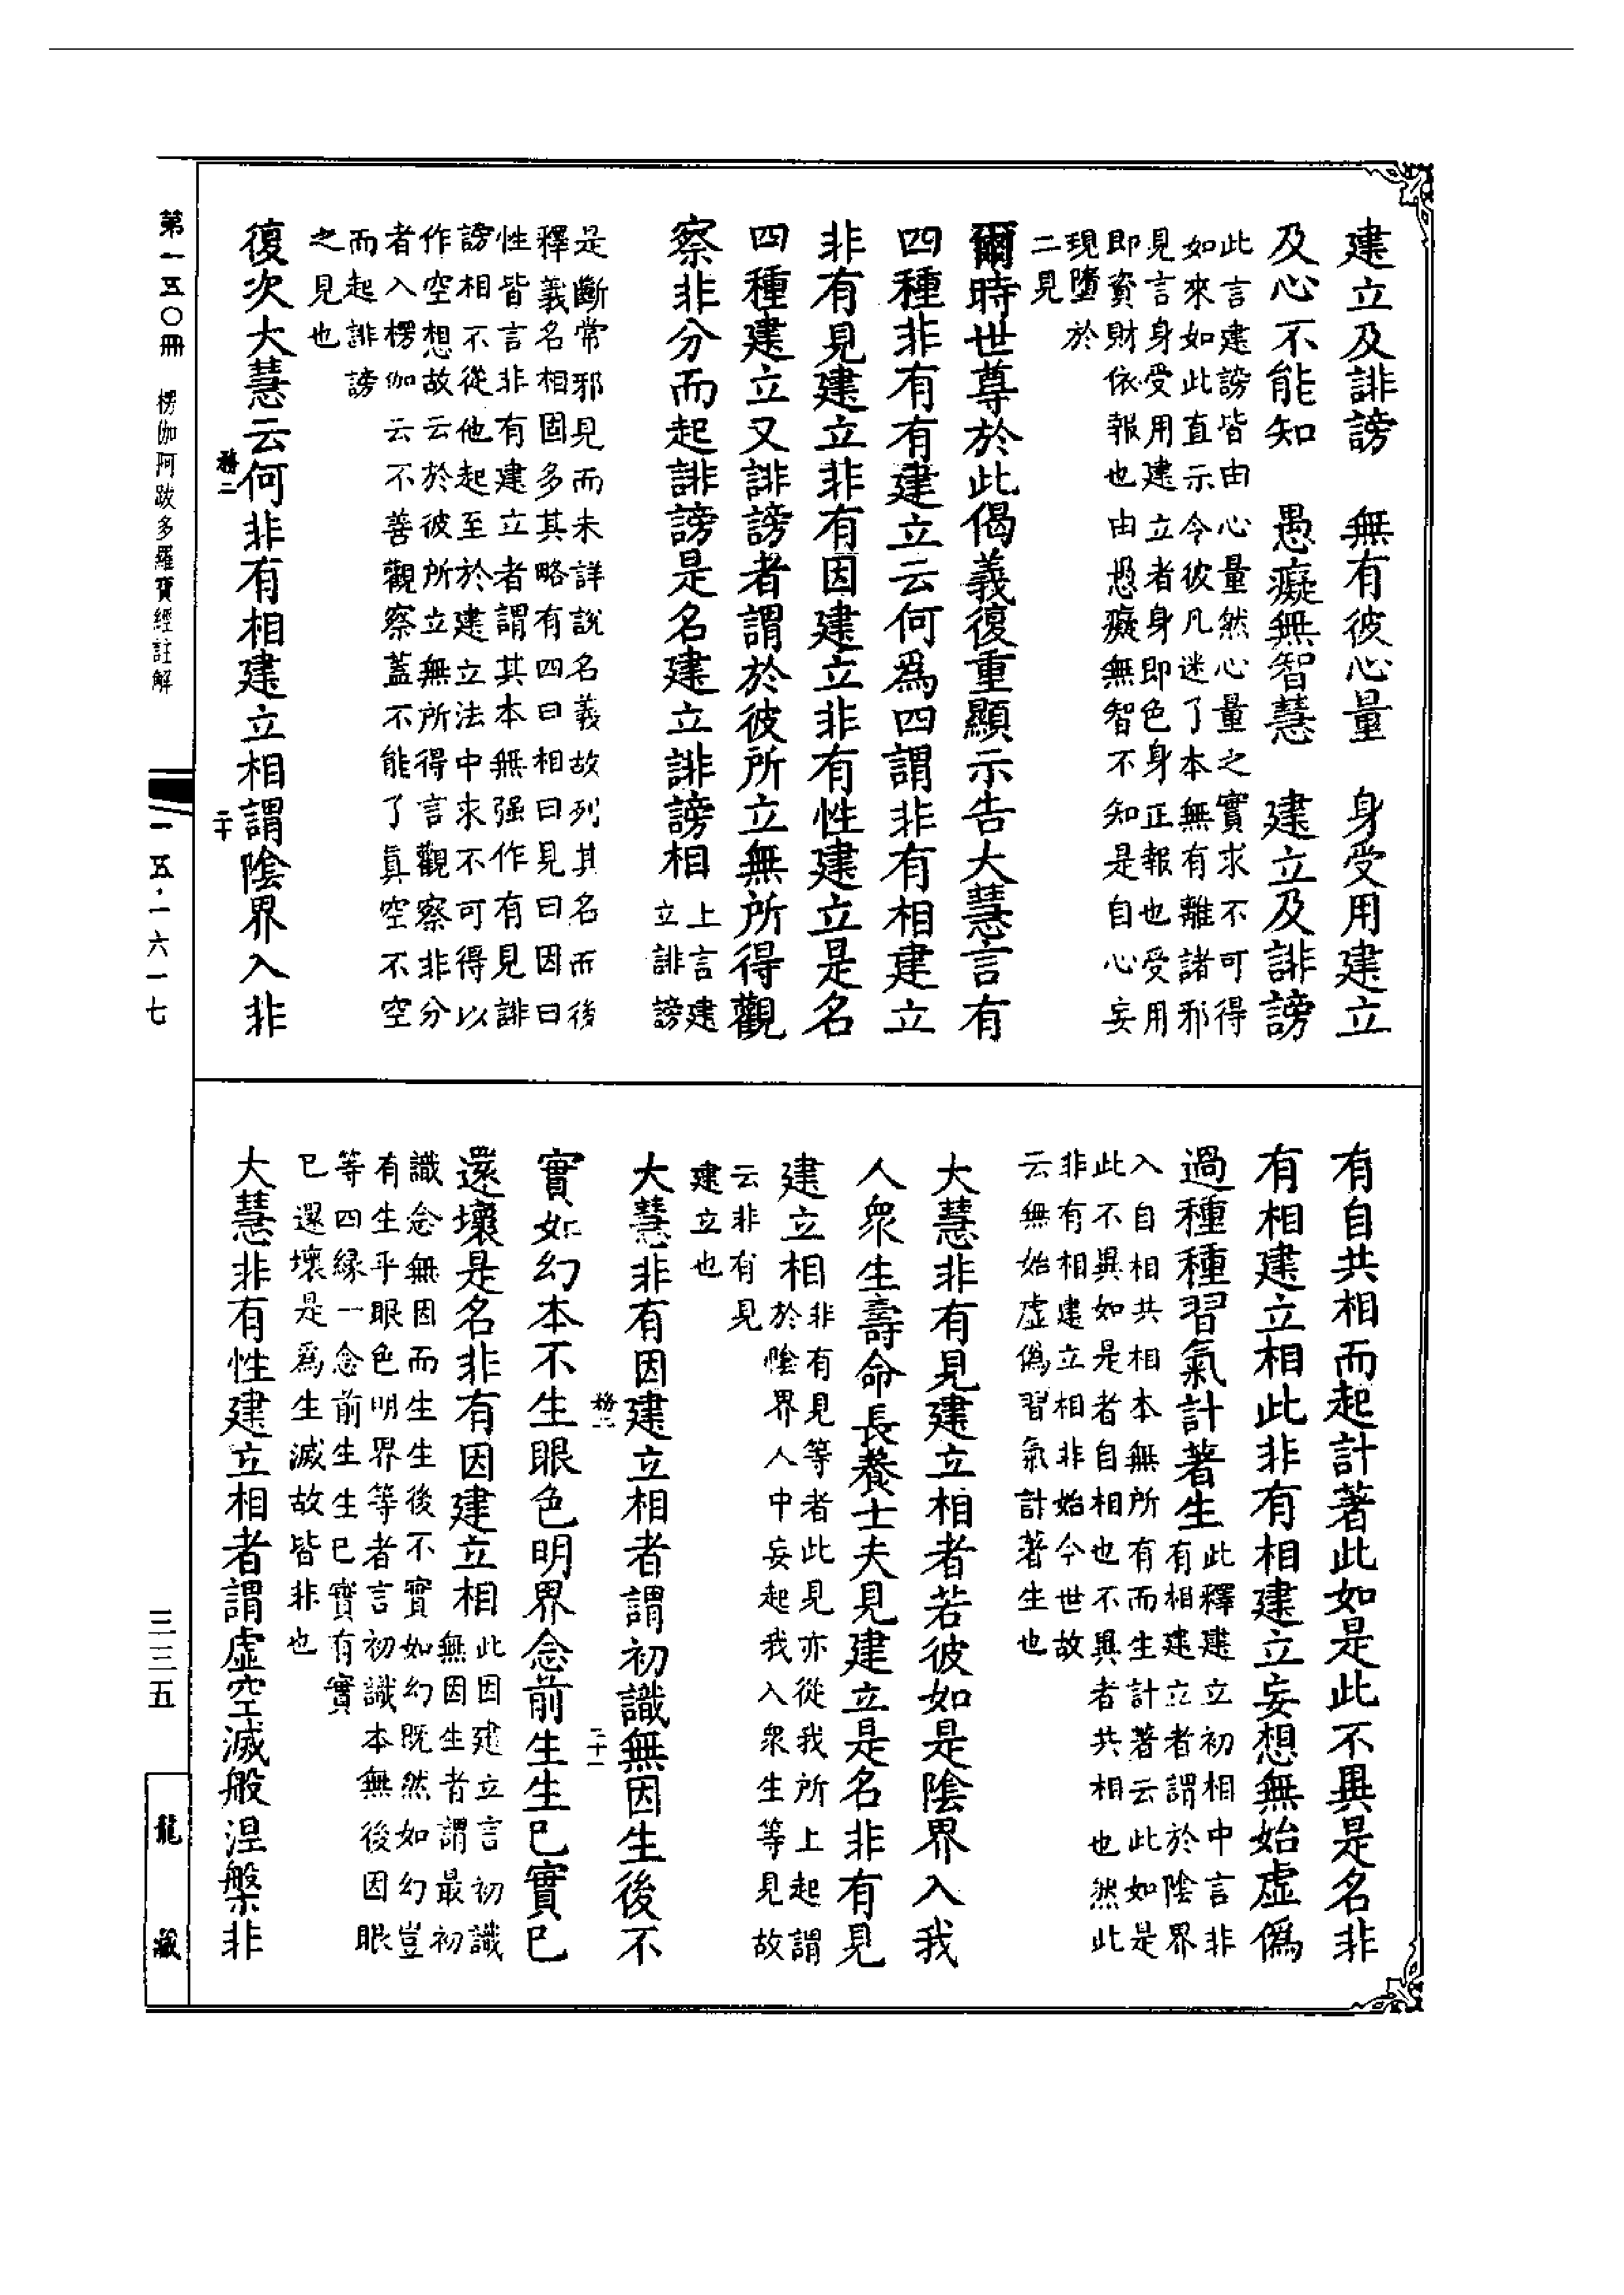 建立及誹謗　無有彼心量　身受用建立
及心不能知　愚癡無智慧　建立及誹謗
此言建謗皆由心量然心量之實求不可得
如來如此直示令彼凡迷了本無有離諸邪
見言身受用建立者身即色身正報也受用
即資財依報也由愚癡無智不知是自心妄
現墮於
二見
爾時世尊於此偈義復重顯示告大慧言有
四種非有有建立云何為四謂非有相建立
非有見建立非有因建立非有性建立是名
四種建立又誹謗者謂於彼所立無所得觀
察非分而起誹謗是名建立誹謗相
上言建
立誹謗
是斷常邪見而未詳說名義故列其名而後
釋義名相固多其略有四曰相曰見曰因曰
性皆言非有建立者謂其本無强作有見誹
謗相不從他起至於建立法中求不可得以
作空想故云於彼所立無所得言觀察非分
者入楞伽云不善觀察蓋不能了真空不空
而起誹謗
之見也
復次大慧云何非有相建立相謂陰界入非
務二
二十
有自共相而起計著此如是此不異是名非
有相建立相此非有相建立妄想無始虛偽
過種種習氣計著生
此釋建立初相中言非
有相建立者謂於陰界
入自相共相本無所有而生計著云此如是
此不異如是者自相也不異者共相也然此
非有相建立相非始今世故
云無始虛偽習氣計著生也
大慧非有見建立相者若彼如是陰界入我
人衆生壽命長養士夫見建立是名非有見
建立相
非有見等者此見亦從我所上起謂
於陰界人中妄起我入衆生等見故
云非有見
建立也
大慧非有因建立相者謂初識無因生後不
務二
二十一
實如幻本不生眼色明界念前生生已實已
還壞是名非有因建立相
此因建立言初識
無因生者謂最初
識念無因而生生後不實如幻既然如幻豈
有生乎眼色明界等者言初識本無後因眼
等四緣一念前生生已實有實
已還壞是為生滅故皆非也
大慧非有性建立相者謂虛空滅般涅槃非
第一五〇冊　楞伽阿跋多羅寶經註解
一五·一六一七
三三五
龍藏